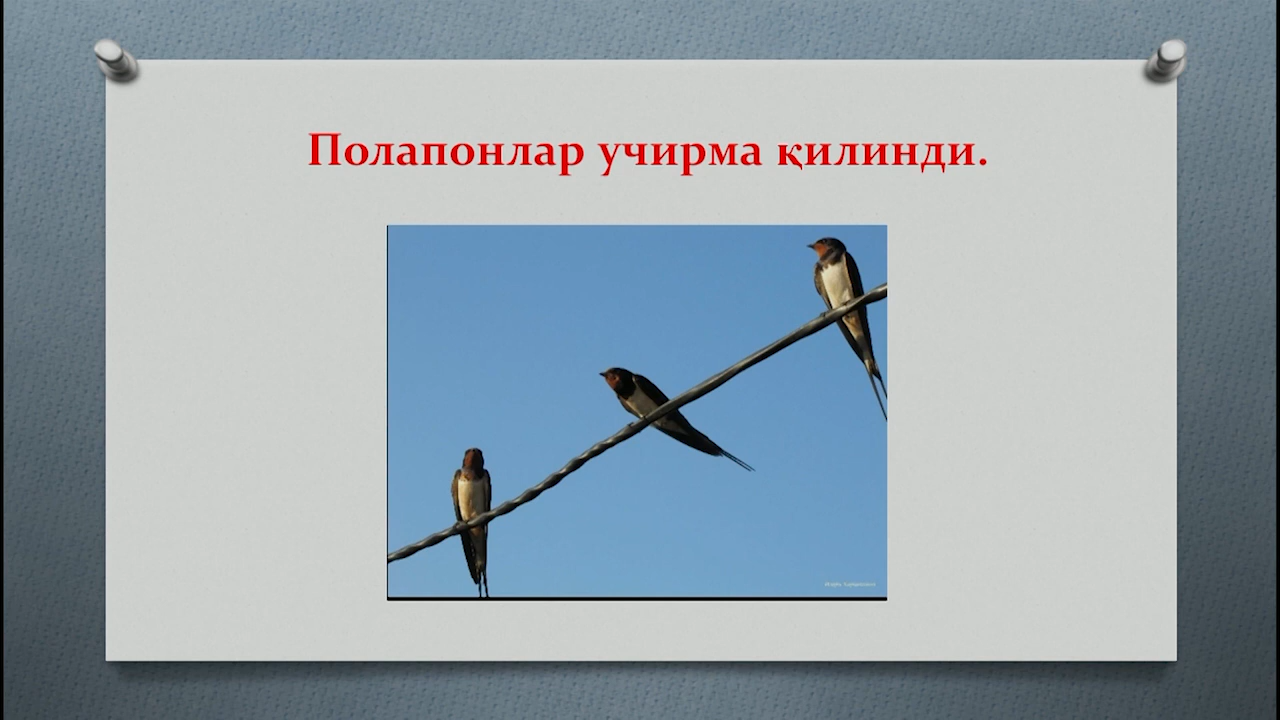 Полапонлар учирма қилинди.